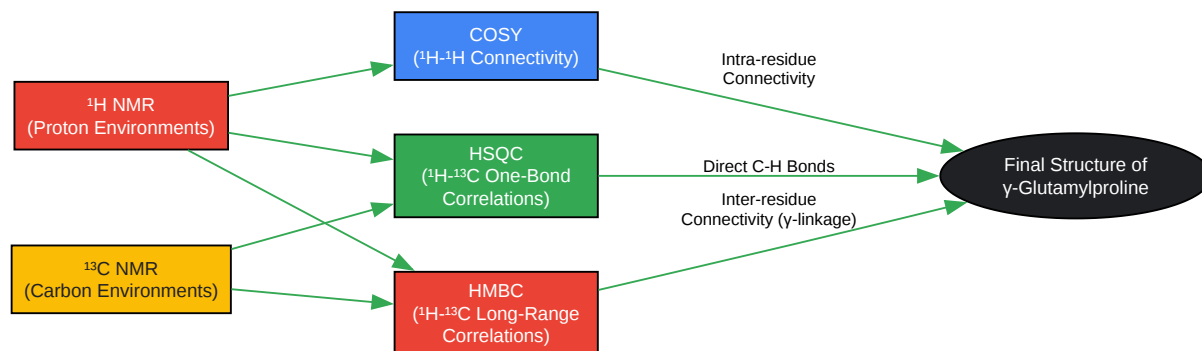 ¹H NMR
(Proton Environments)
¹³C NMR
(Carbon Environments)
COSY
(¹H-¹H Connectivity)
HSQC
(¹H-¹³C One-Bond
Correlations)
HMBC
(¹H-¹³C Long-Range
Correlations)
Intra-residue
Connectivity
Direct C-H Bonds
Inter-residue
Connectivity (γ-linkage)
Final Structure of
γ-Glutamylproline